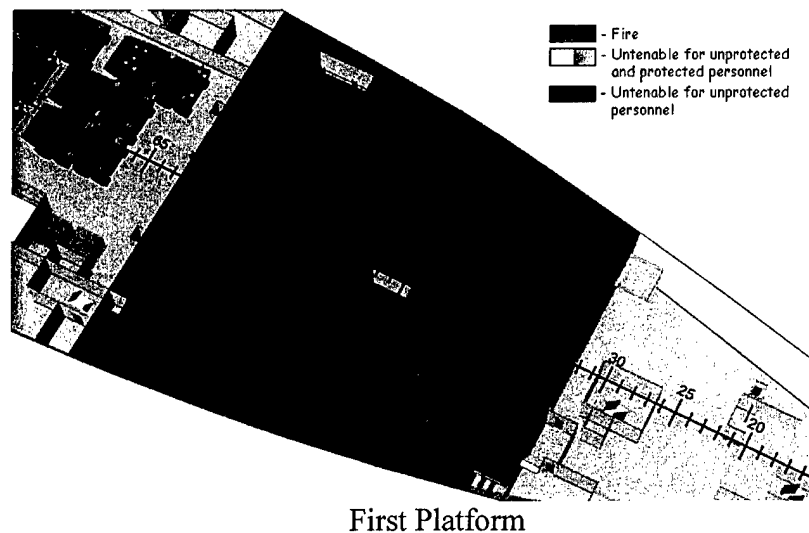 - Fire
- Untenable for unprotected
and protected personnel
- Untenable for unprotected
personnel
65
30
25
20
First Platform